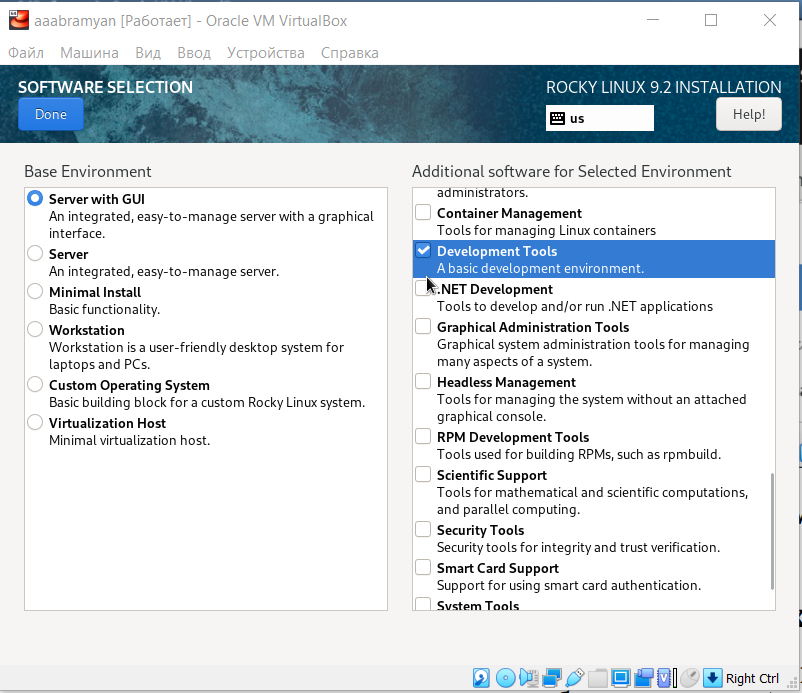 aaabramyan [Работает] - Oracle VM VirtualBox
Файл Машина Вид Ввод Устройства Справка
SOFTWARE SELECTION
ROCKY LINUX 9.2 INSTALLATION
Done
us
Help!
Base Environment
Server with GUI
An integrated, easy-to-manage server with a graphical
interface.
Server
An integrated, easy-to-manage server.
Minimal Install
Basic functionality.
Workstation
Workstation is a user-friendly desktop system for
laptops and PCs.
Custom Operating System
Basic building block for a custom Rocky Linux system.
Virtualization Host
Minimal virtualization host.
Additional software for Selected Environment
administrators.
Container Management
Tools for managing Linux containers
Development Tools
A basic development environment.
.NET Development
Tools to develop and/or run .NET applications
Graphical Administration Tools
Graphical system administration tools for managing
many aspects of a system.
Headless Management
Tools for managing the system without an attached
graphical console.
RPM Development Tools
Tools used for building RPMs, such as rpmbuild.
Scientific Support
Tools for mathematical and scientific computations,
and parallel computing.
Security Tools
Security tools for integrity and trust verification.
Smart Card Support
Support for using smart card authentication.
System Tools
Right Ctrl